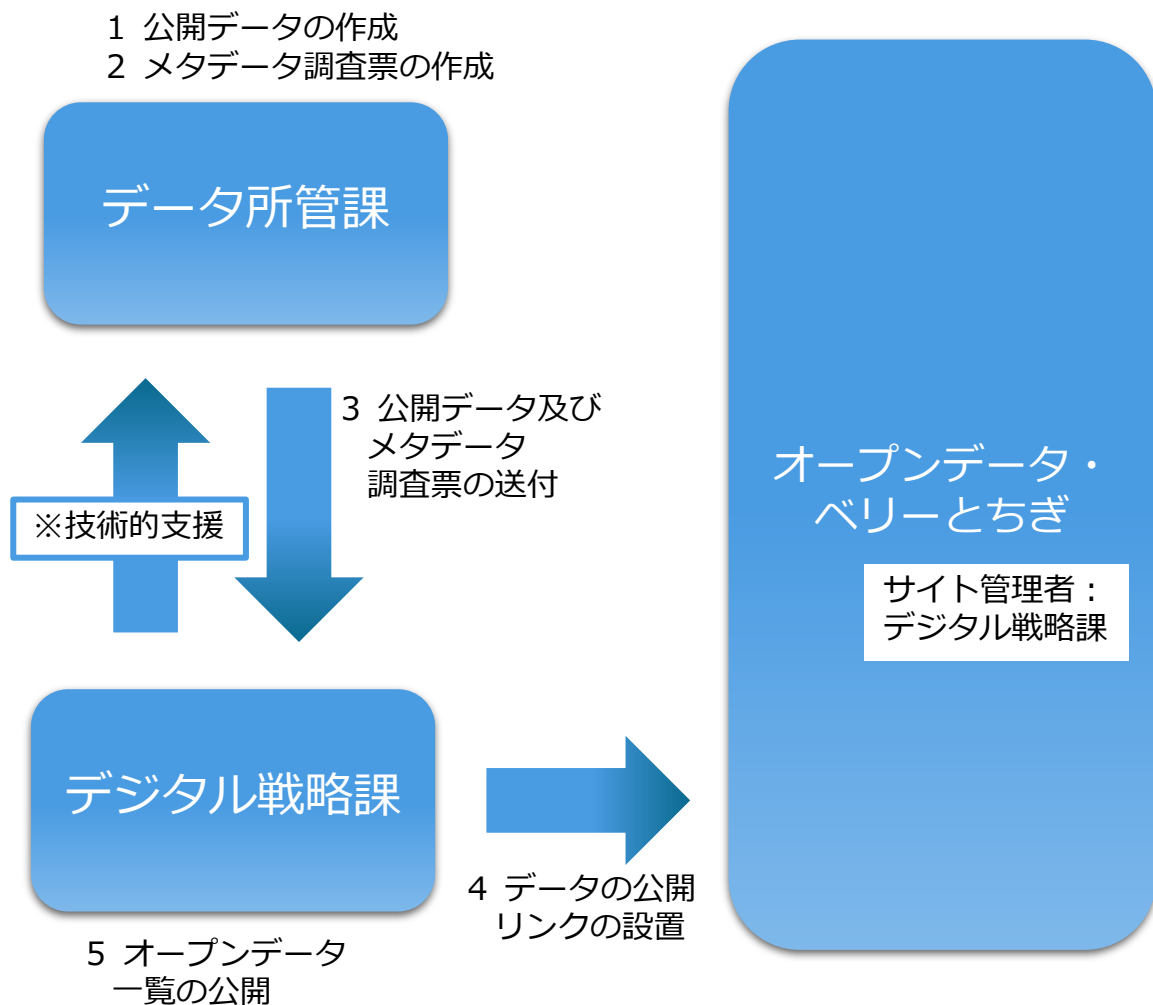 1 公開データの作成
2 メタデータ調査票の作成
データ所管課
3 公開データ及び
メタデータ
調査票の送付
※技術的支援
オープンデータ・
ベリーとちぎ
サイト管理者：
デジタル戦略課
デジタル戦略課
4 データの公開
リンクの設置
5 オープンデータ
一覧の公開